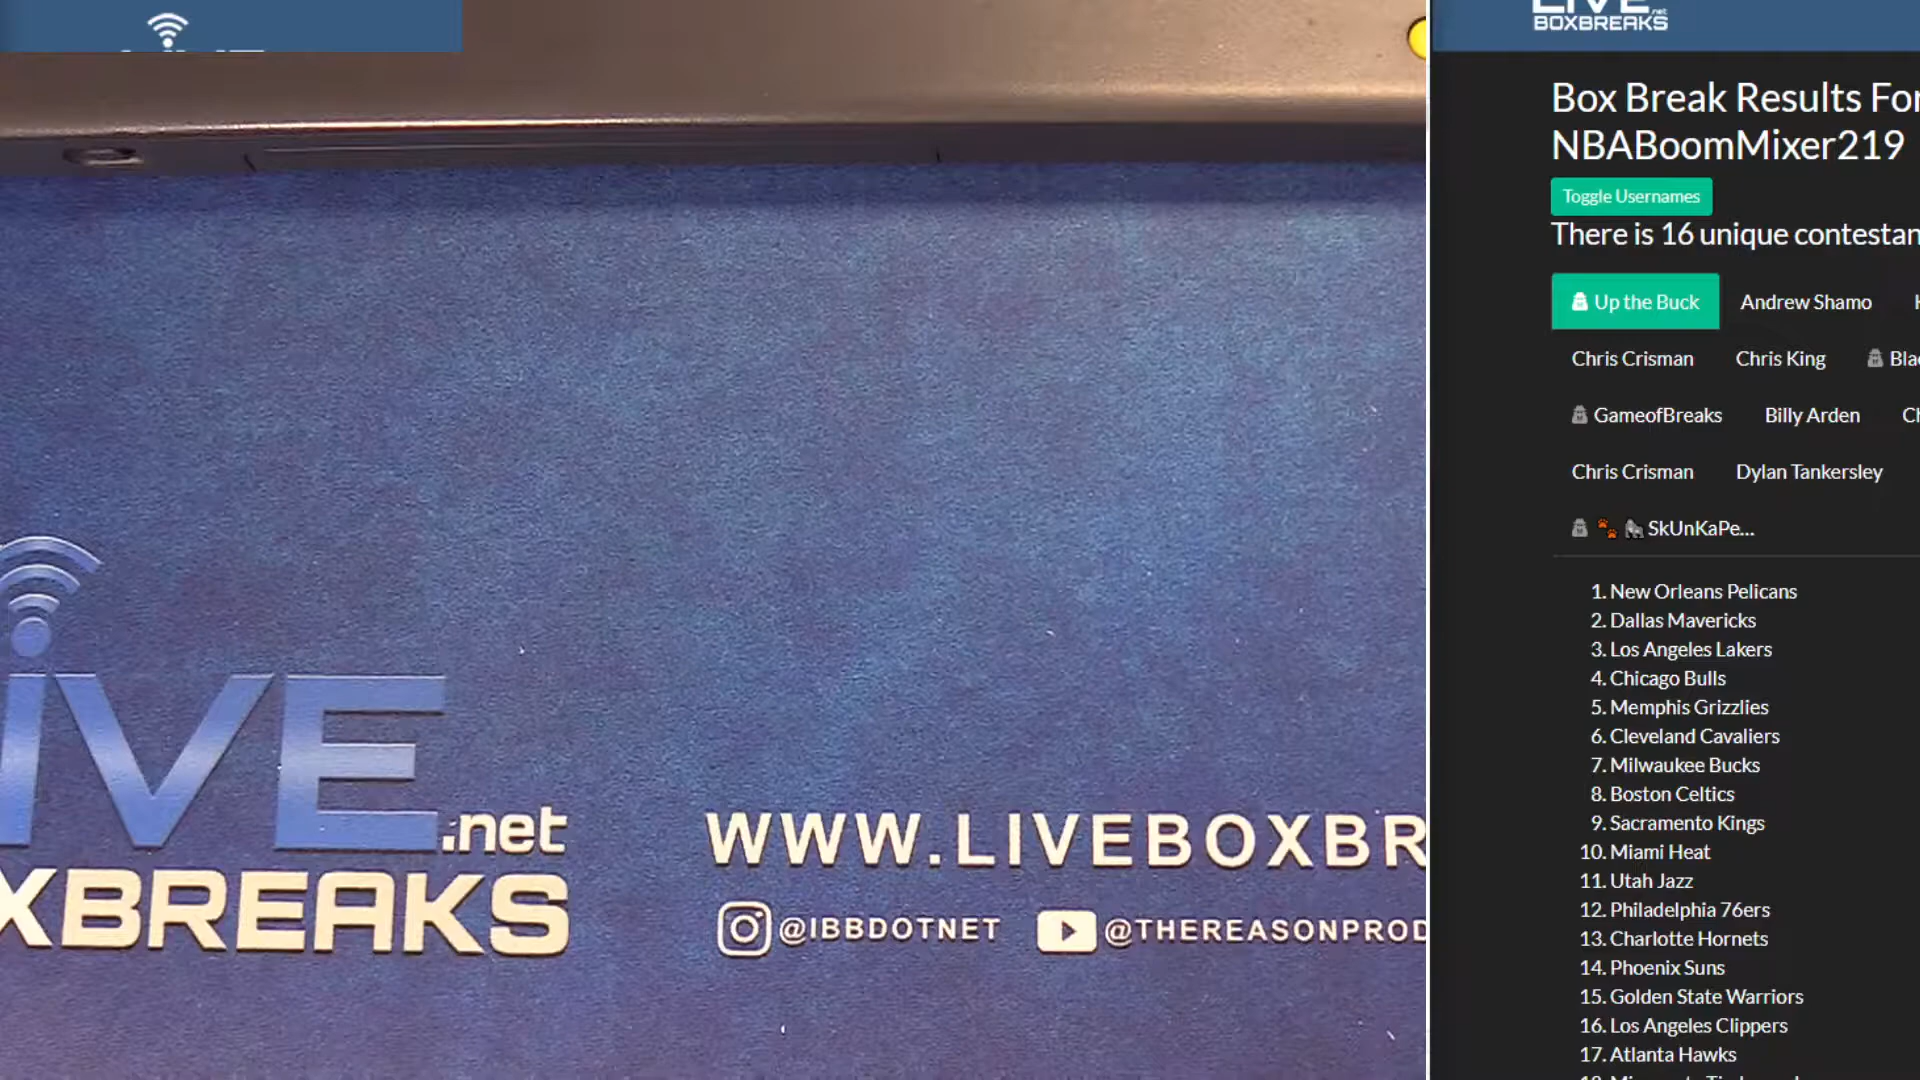 LIVE
.net
BOXBREAKS
Box Break Results For
NBABoomMixer219
Toggle Usernames
There is 16 unique
Up the Buck Andrew Shamo
Chris Crisman Chris King
GameofBreaks Billy Arden
Chris Crisman Dylan Tankersley
SkUnKaPe...
1. New Orleans Pelicans
2. Dallas Mavericks
3. Los Angeles Lakers
4. Chicago Bulls
5. Memphis Grizzlies
6. Cleveland Cavaliers
7. Milwaukee Bucks
8. Boston Celtics
9. Sacramento Kings
10. Miami Heat
11. Utah Jazz
12. Philadelphia 76ers
13. Charlotte Hornets
14. Phoenix Suns
15. Golden State Warriors
16. Los Angeles Clippers
17. Atlanta Hawks
IVE
.net
XBREAKS
WWW.LIVEBOXBR
@IBBDOTNET @THEREASONPROD